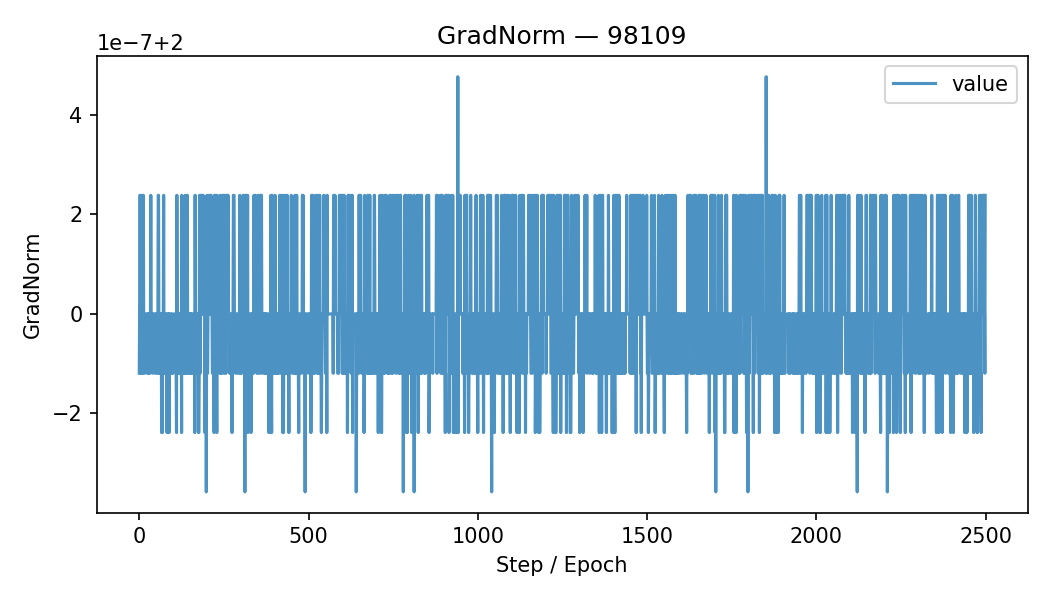 GradNorm — 98109
1e−7+2
value
4
2
0
−2
GradNorm
0 500 1000 1500 2000 2500
Step / Epoch